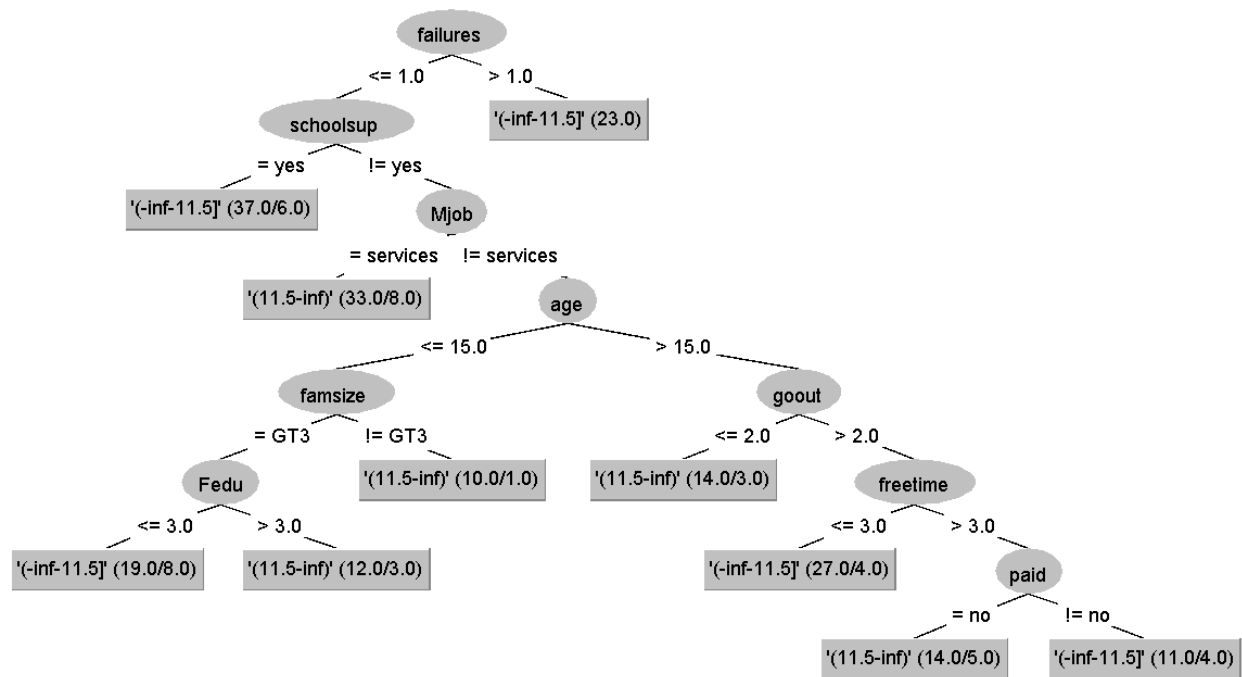 failures
<= 1.0 > 1.0
schoolsup '(-inf-11.5]' (23.0)
= yes != yes
'(-inf-11.5]' (37.0/6.0) Mjob
= services != services
'(11.5-inf)' (33.0/8.0) age
<= 15.0 > 15.0
famsize goout
= GT3 != GT3 <= 2.0 > 2.0
Fedu '(11.5-inf)' (10.0/1.0) '(11.5-inf)' (14.0/3.0) freetime
<= 3.0 > 3.0 <= 3.0 > 3.0
'(-inf-11.5]' (19.0/8.0) '(11.5-inf)' (12.0/3.0) '(-inf-11.5]' (27.0/4.0) paid
= no != no
'(11.5-inf)' (14.0/5.0) '(-inf-11.5]' (11.0/4.0)